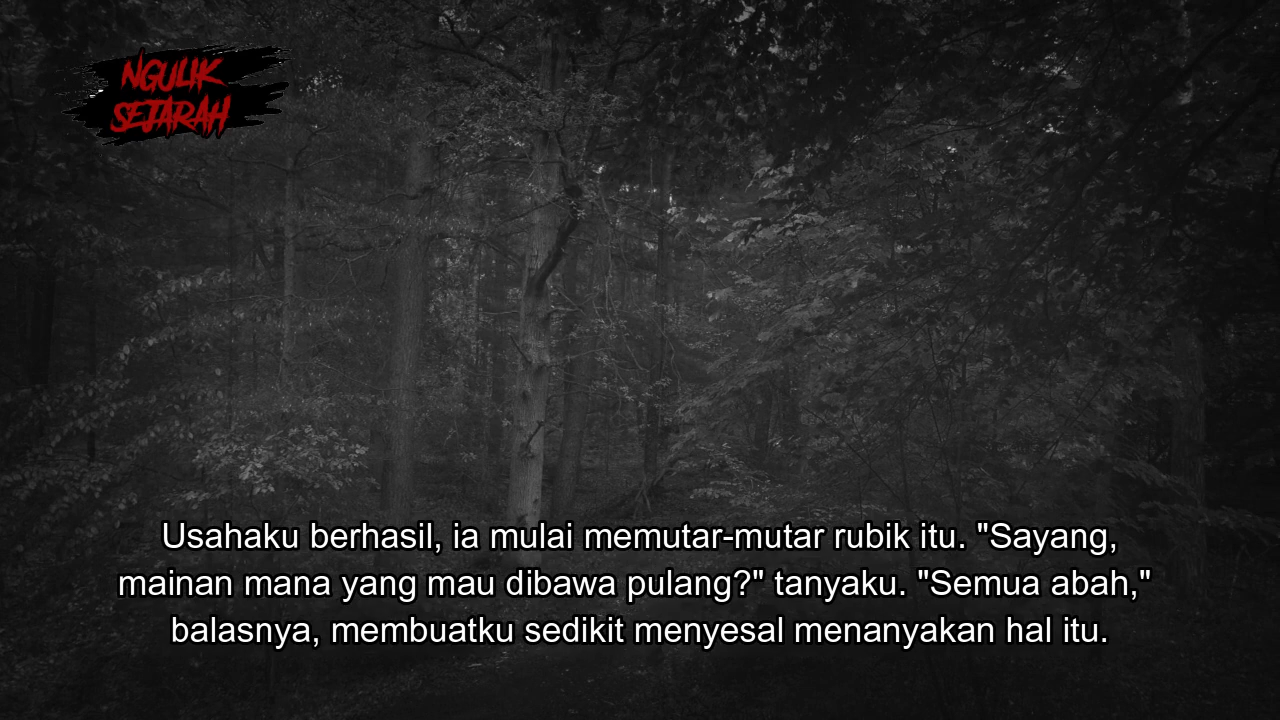 NGULIK
SEJARAH
Usahaku berhasil, ia mulai memutar-mutar rubik itu. "Sayang,
mainan mana yang mau dibawa pulang?" tanyaku. "Semua abah,"
balasnya, membuatku sedikit menyesal menanyakan hal itu.